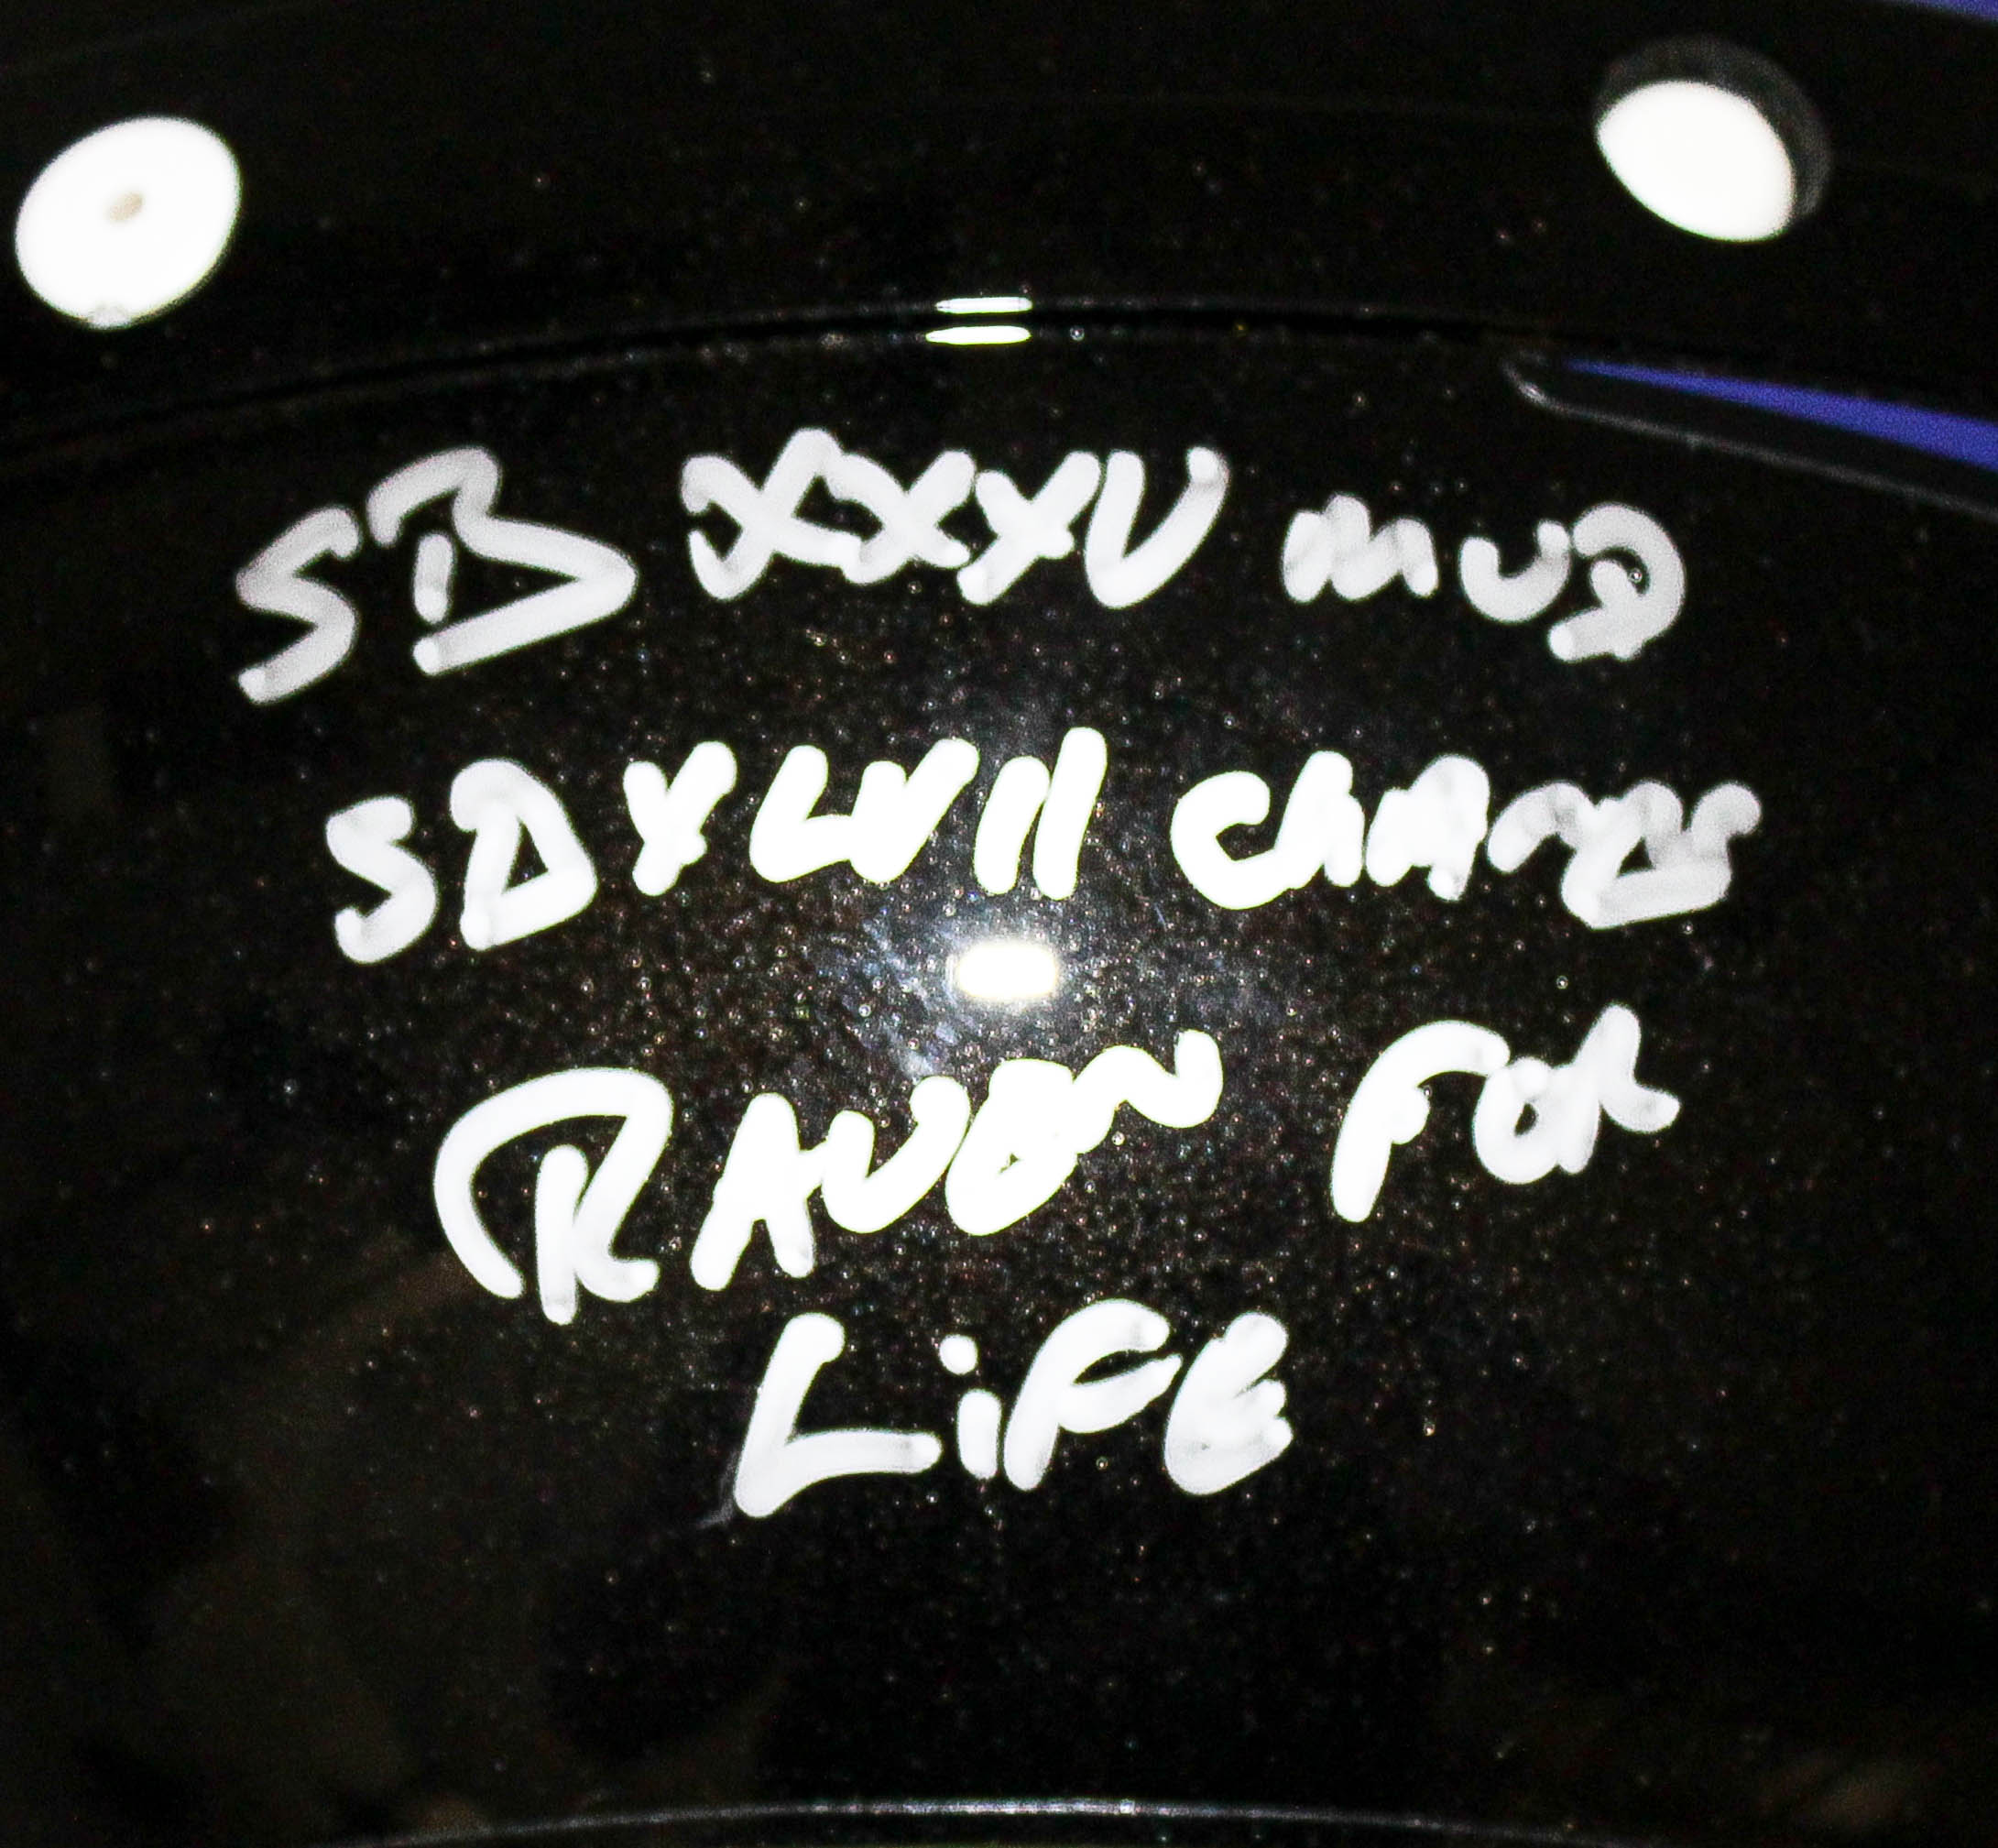 SB XXXV MVP
SB XLVII CHAMPS
RAVEN FOR
LiFE